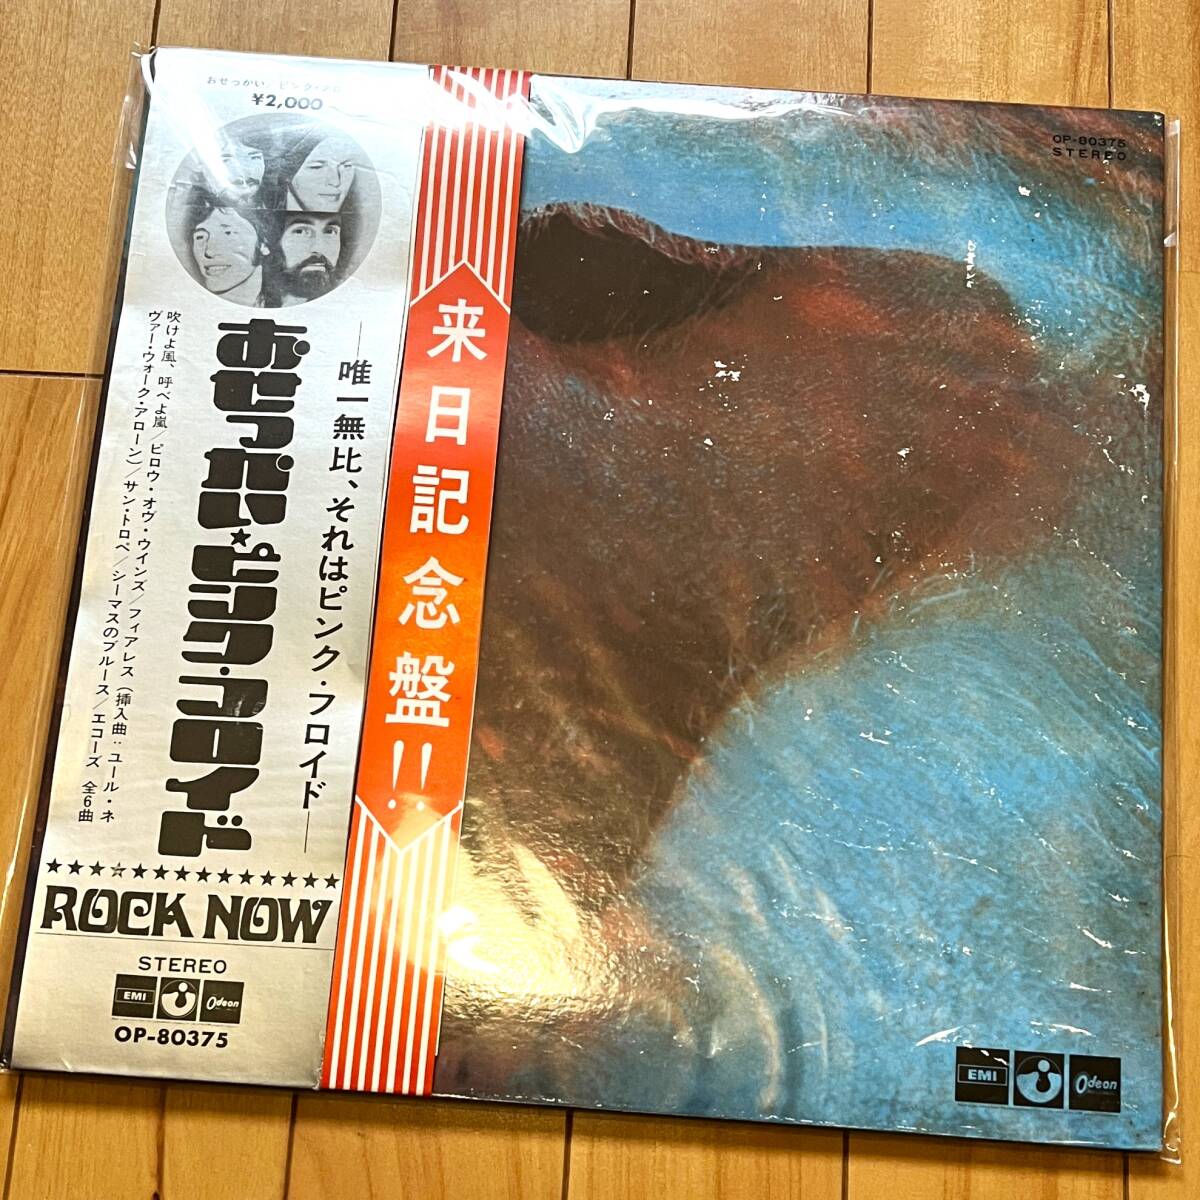 おせっかい/ピンク・フロ
¥2,000
唯一無比、それはピンク・フロイド
おせっかい★ピンク・フロイド
吹けよ風、呼べよ嵐/ピロウ・オヴ・ウインズ/フィアレス(挿入曲:ユール・ネ
ヴァー・ウォーク・アローン)/サン・トロペ/シーマスのブルース/エコーズ 全6曲
ROCK NOW
STEREO
EMI
Odeon
OP-80375
来日記念盤!!
OP-80375
STEREO
EMI
Odeon